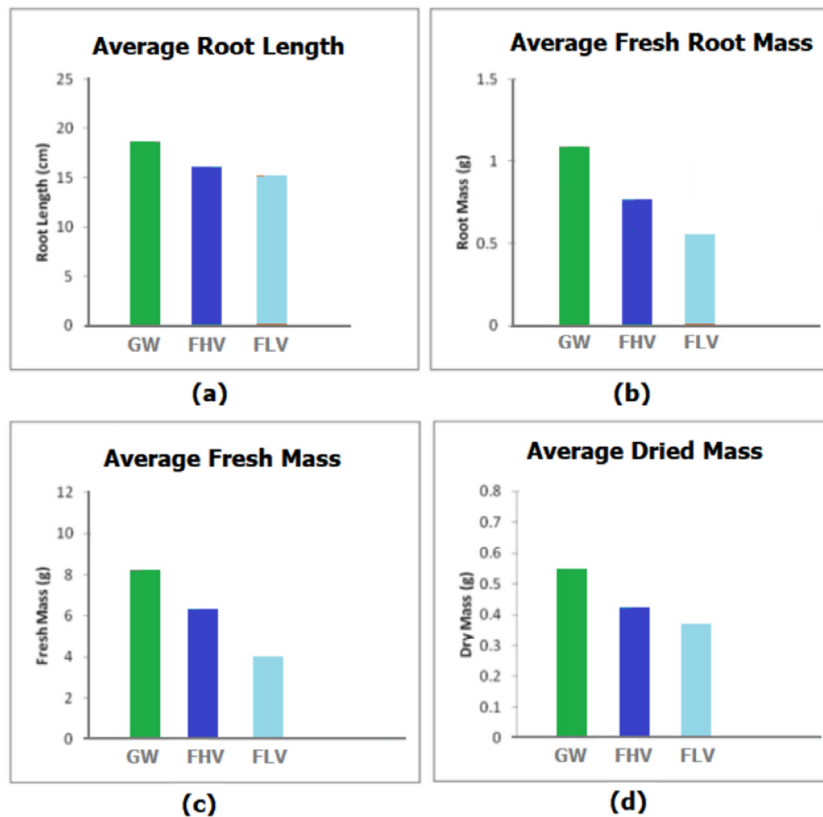 Average Root Length
Root Length (cm)
25
20
15
10
5
0
GW FHV FLV
(a)
Average Fresh Root Mass
Root Mass (g)
1.5
1
0.5
0
GW FHV FLV
(b)
Average Fresh Mass
Fresh Mass (g)
12
10
8
6
4
2
0
GW FHV FLV
(c)
Average Dried Mass
Dry Mass (g)
0.8
0.7
0.6
0.5
0.4
0.3
0.2
0.1
0
GW FHV FLV
(d)